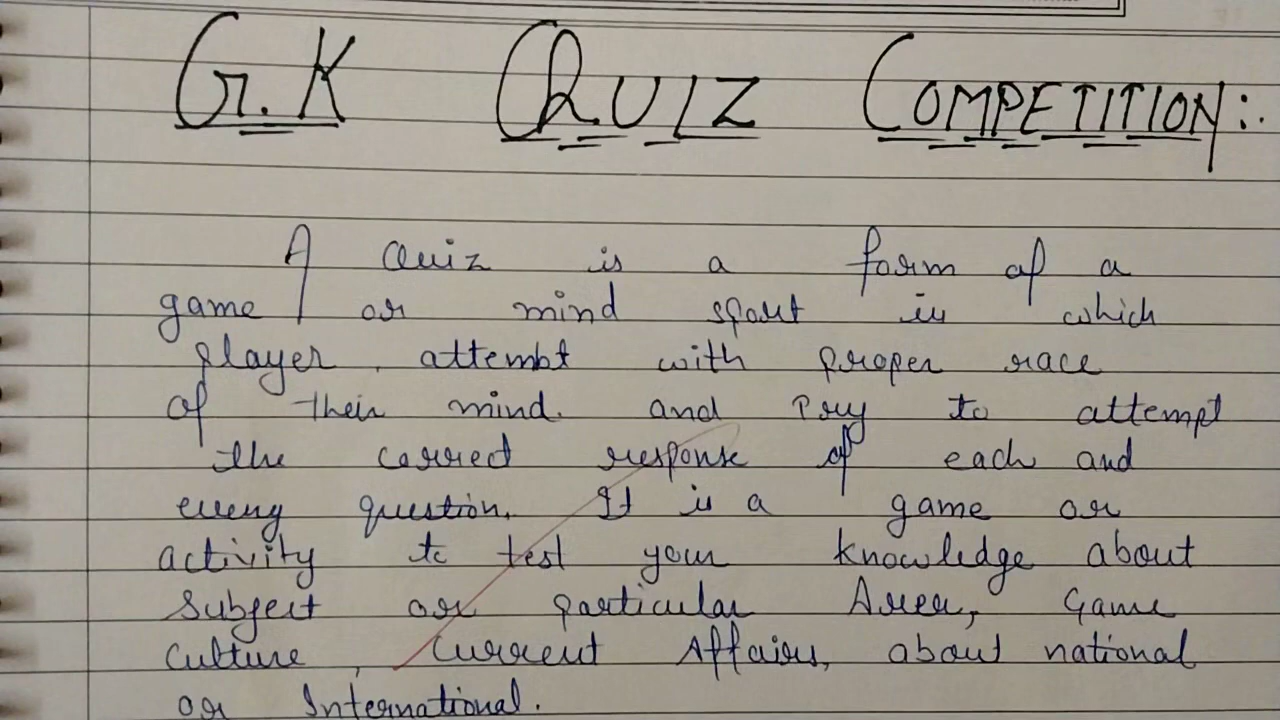 G.K QUIZ COMPETITION:.
A Quiz is a form of a
game or mind sport in which
player, attempt with proper race
of their mind. and Pry to attempt
the correct response of each and
every question. It is a game or
activity to test your knowledge about
Subject or particular Area, Game
Culture, Current Affairs, about national
or International.